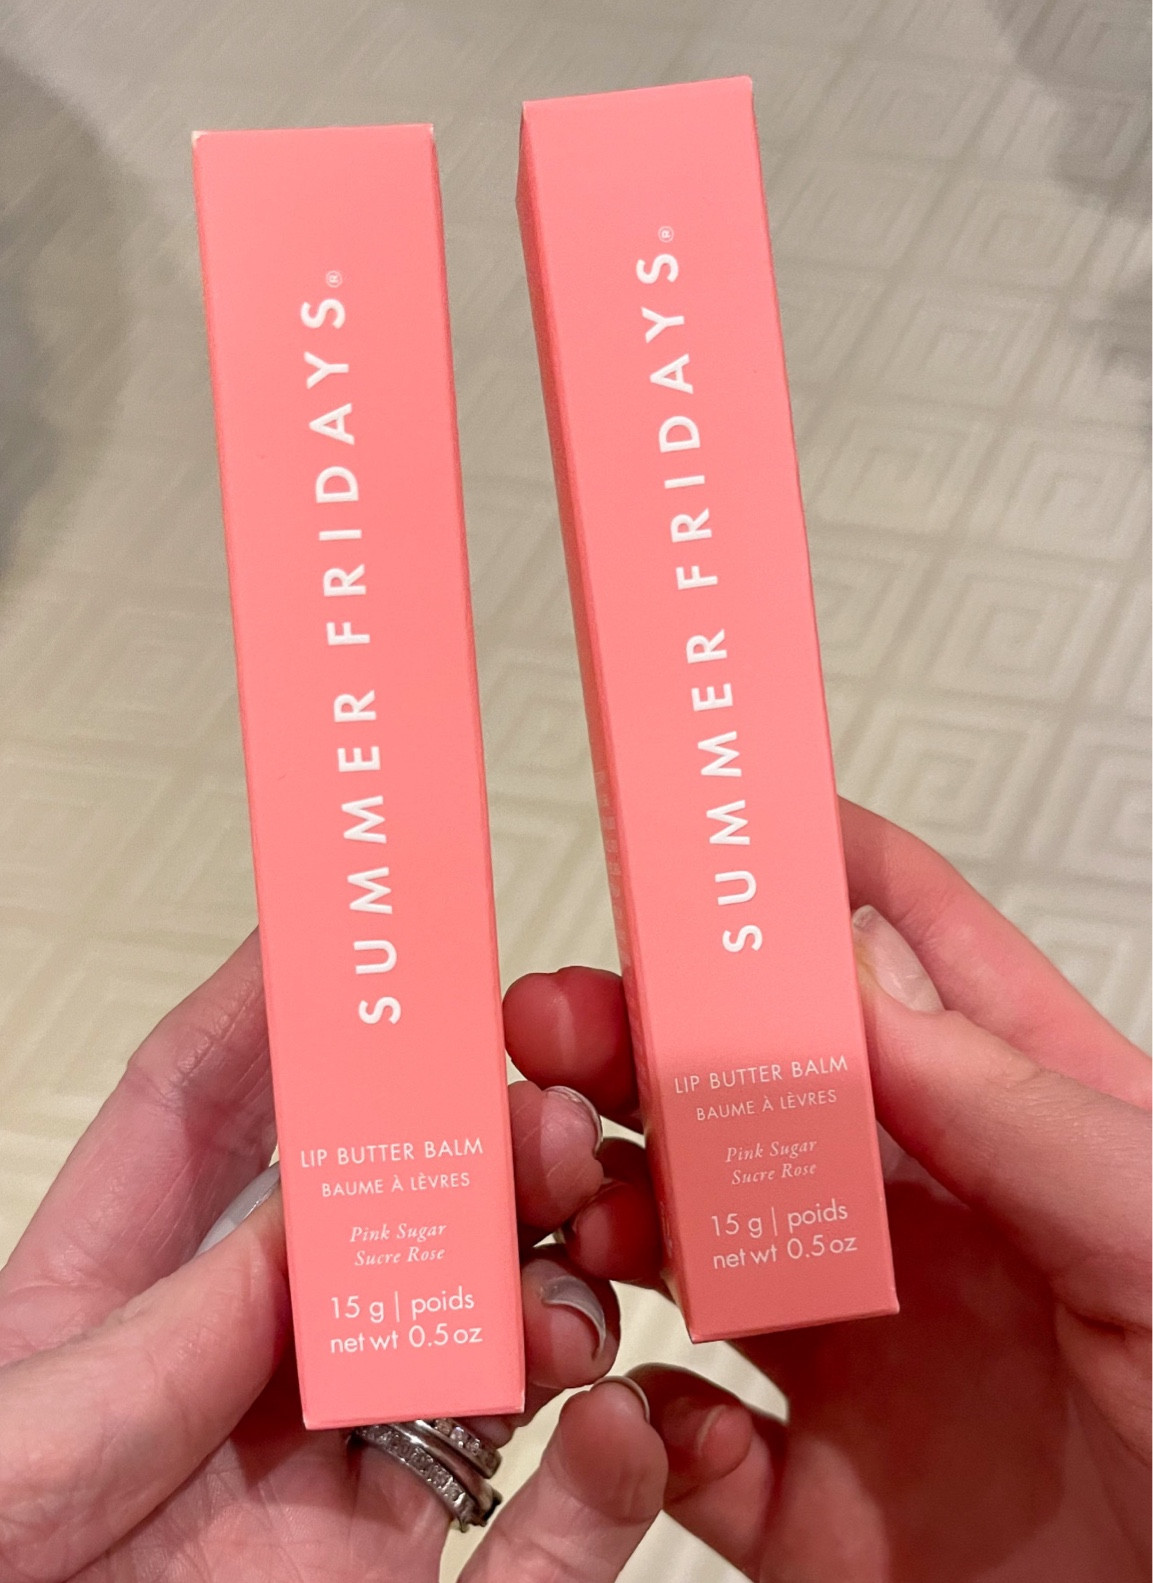 SUMMER FRIDAYS®
LIP BUTTER BALM
BAUME À LÈVRES
Pink Sugar
Sucre Rose
15 g | poids
net wt 0.5 oz
SUMMER FRIDAYS®
LIP BUTTER BALM
BAUME À LÈVRES
Pink Sugar
Sucre Rose
15 g | poids
net wt 0.5 oz